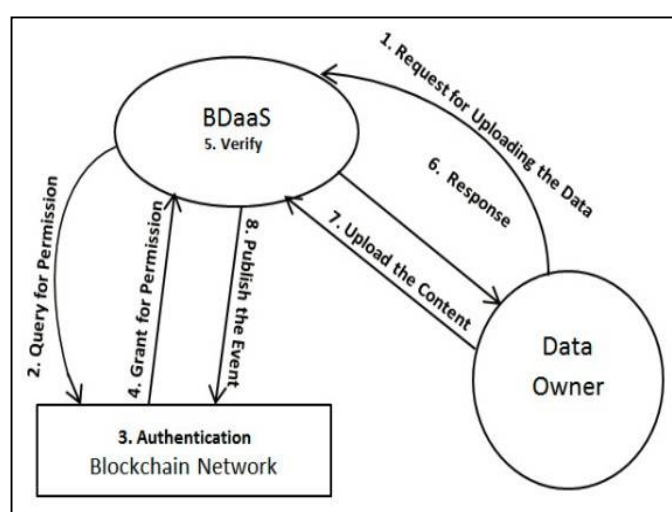 1. Request for Uploading the Data
BDaaS
5. Verify
6. Response
7. Upload the Content
2. Query for Permission
4. Grant for Permission
8. Publish the Event
Data
Owner
3. Authentication
Blockchain Network